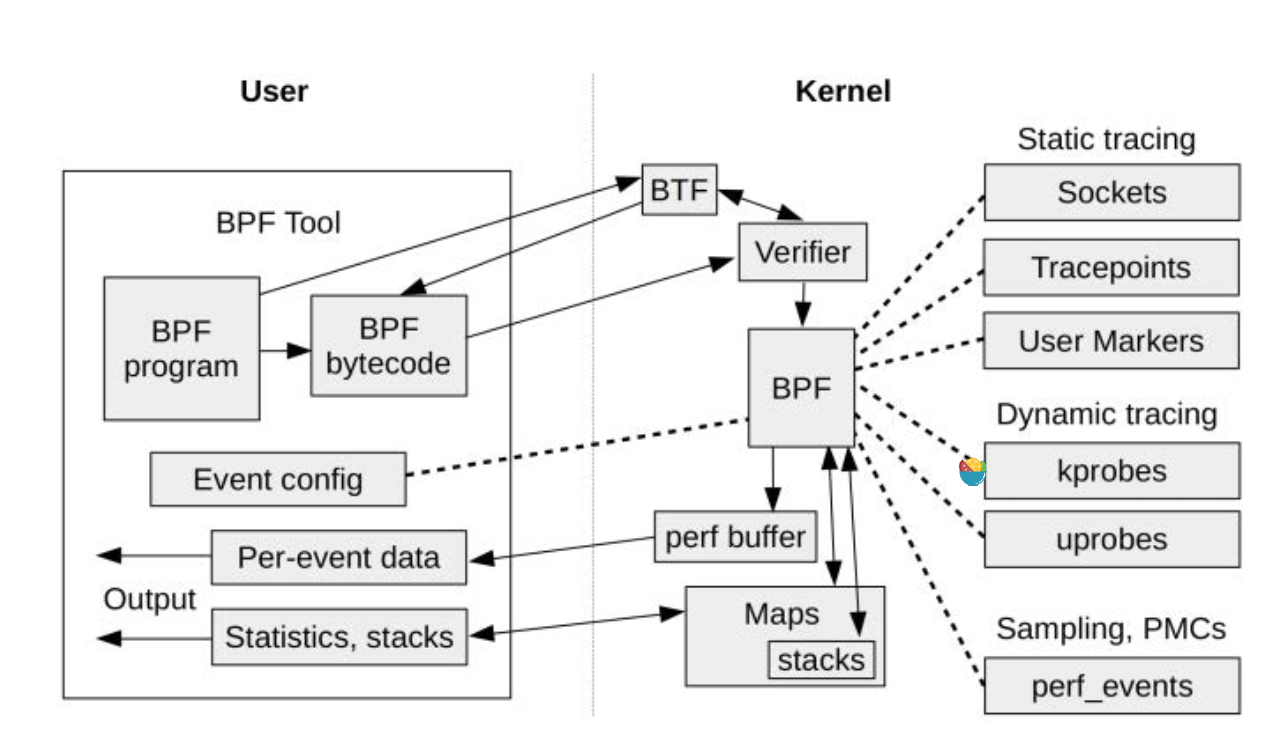 User
Kernel
BPF Tool
BPF
program
BPF
bytecode
Event config
Per-event data
Output
Statistics, stacks
BTF
Verifier
BPF
perf buffer
Maps
stacks
Static tracing
Sockets
Tracepoints
User Markers
Dynamic tracing
kprobes
uprobes
Sampling, PMCs
perf_events